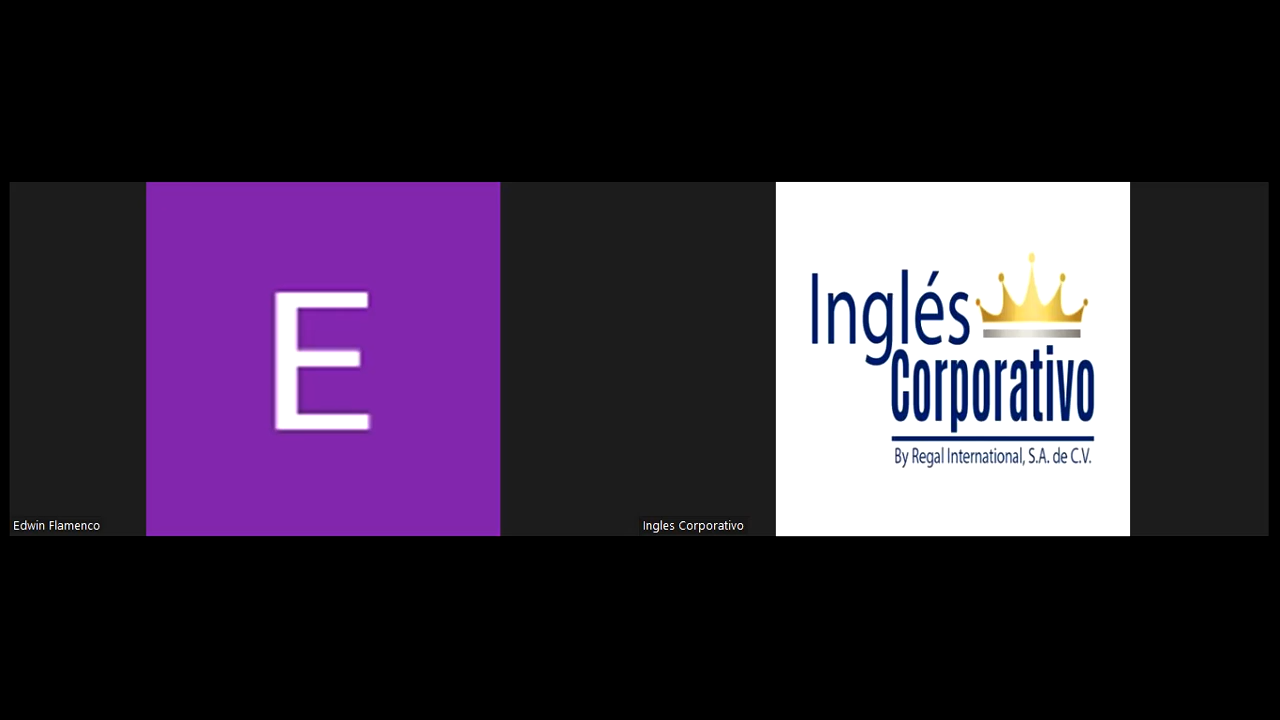 E
Edwin Flamenco
Inglés
Corporativo
By Regal International, S.A. de C.V.
Ingles Corporativo